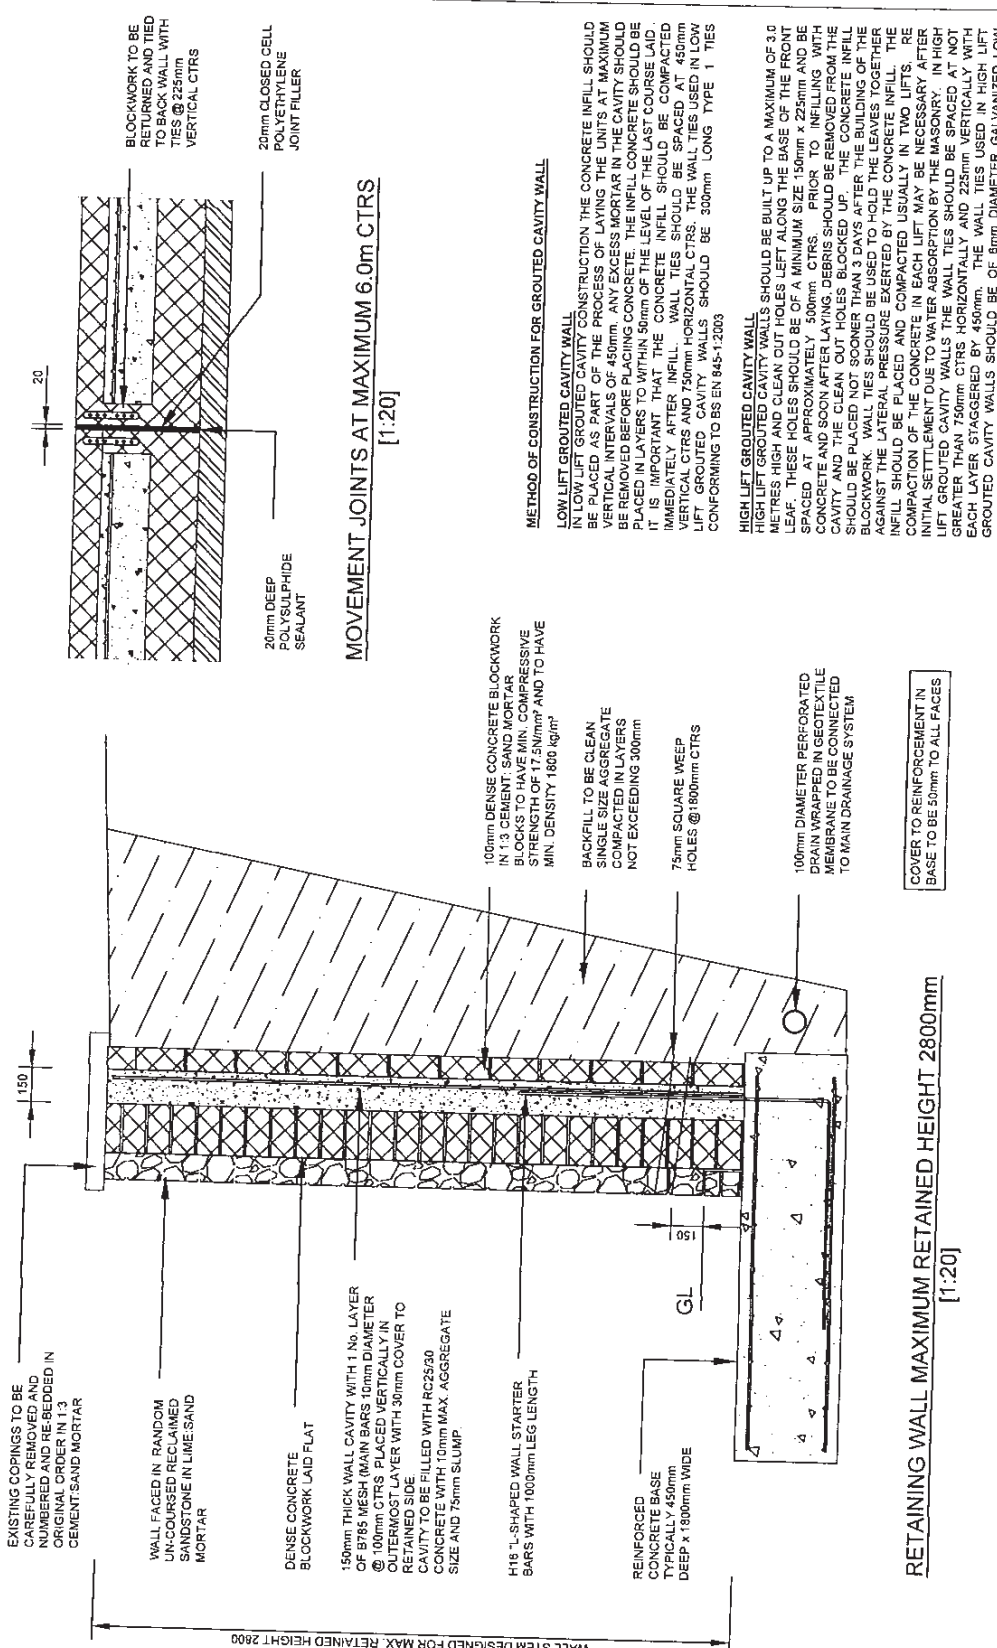 EXISTING COPINGS TO BE
CAREFULLY REMOVED AND
NUMBERED AND RE-BEDDED IN
ORIGINAL ORDER IN 1:3
CEMENT:SAND MORTAR
WALL FACED IN RANDOM
UN-COURSED RECLAIMED
SANDSTONE IN LIME:SAND
MORTAR
DENSE CONCRETE
BLOCKWORK LAID FLAT
150mm THICK WALL CAVITY WITH 1 No. LAYER
OF B785 MESH (MAIN BARS 10mm DIAMETER
@ 100mm CTRS PLACED VERTICALLY IN
OUTERMOST LAYER WITH 30mm COVER TO
RETAINED SIDE.
CAVITY TO BE FILLED WITH RC25/30
CONCRETE WITH 10mm MAX. AGGREGATE
SIZE AND 75mm SLUMP.
H16 'L-SHAPED WALL STARTER
BARS WITH 1000mm LEG LENGTH
REINFORCED
CONCRETE BASE
TYPICALLY 450mm
DEEP x 1800mm WIDE
WALL STEM DESIGNED FOR MAX. RETAINED HEIGHT 2800
150
150
GL
100mm DENSE CONCRETE BLOCKWORK
IN 1:3 CEMENT: SAND MORTAR
BLOCKS TO HAVE MIN. COMPRESSIVE
STRENGTH OF 17.5N/mm² AND TO HAVE
MIN. DENSITY 1800 kg/m³
BACKFILL TO BE CLEAN
SINGLE SIZE AGGREGATE
COMPACTED IN LAYERS
NOT EXCEEDING 300mm
75mm SQUARE WEEP
HOLES @1800mm CTRS
100mm DIAMETER PERFORATED
DRAIN WRAPPED IN GEOTEXTILE
MEMBRANE TO BE CONNECTED
TO MAIN DRAINAGE SYSTEM
COVER TO REINFORCEMENT IN
BASE TO BE 50mm TO ALL FACES
RETAINING WALL MAXIMUM RETAINED HEIGHT 2800mm
[1:20]
20
BLOCKWORK TO BE
RETURNED AND TIED
TO BACK WALL WITH
TIES @ 225mm
VERTICAL CTRS
20mm CLOSED CELL
POLYETHYLENE
JOINT FILLER
20mm DEEP
POLYSULPHIDE
SEALANT
MOVEMENT JOINTS AT MAXIMUM 6.0m CTRS
[1:20]
METHOD OF CONSTRUCTION FOR GROUTED CAVITY WALL
LOW LIFT GROUTED CAVITY WALL
IN LOW LIFT GROUTED CAVITY CONSTRUCTION THE CONCRETE INFILL SHOULD
BE PLACED AS PART OF THE PROCESS OF LAYING THE UNITS AT MAXIMUM
VERTICAL INTERVALS OF 450mm. ANY EXCESS MORTAR IN THE CAVITY SHOULD
BE REMOVED BEFORE PLACING CONCRETE. THE INFILL CONCRETE SHOULD BE
PLACED IN LAYERS TO WITHIN 50mm OF THE LEVEL OF THE LAST COURSE LAID.
IT IS IMPORTANT THAT THE CONCRETE INFILL SHOULD BE COMPACTED
IMMEDIATELY AFTER INFILL. WALL TIES SHOULD BE SPACED AT 450mm
VERTICAL CTRS AND 750mm HORIZONTAL CTRS. THE WALL TIES USED IN LOW
LIFT GROUTED CAVITY WALLS SHOULD BE 300mm LONG TYPE 1 TIES
CONFORMING TO BS EN 845-1:2003
HIGH LIFT GROUTED CAVITY WALL
HIGH LIFT GROUTED CAVITY WALLS SHOULD BE BUILT UP TO A MAXIMUM OF 3.0
METRES HIGH AND CLEAN OUT HOLES LEFT ALONG THE BASE OF THE FRONT
LEAF. THESE HOLES SHOULD BE OF A MINIMUM SIZE 150mm x 225mm AND BE
SPACED AT APPROXIMATELY 500mm CTRS. PRIOR TO INFILLING WITH
CONCRETE AND SOON AFTER LAYING, DEBRIS SHOULD BE REMOVED FROM THE
CAVITY AND THE CLEAN OUT HOLES BLOCKED UP. THE CONCRETE INFILL
SHOULD BE PLACED NOT SOONER THAN 3 DAYS AFTER THE BUILDING OF THE
BLOCKWORK. WALL TIES SHOULD BE USED TO HOLD THE LEAVES TOGETHER
AGAINST THE LATERAL PRESSURE EXERTED BY THE CONCRETE INFILL. THE
INFILL SHOULD BE PLACED AND COMPACTED USUALLY IN TWO LIFTS. RE
COMPACTION OF THE CONCRETE IN EACH LIFT MAY BE NECESSARY AFTER
INITIAL SETTTLEMENT DUE TO WATER ABSORPTION BY THE MASONRY. IN HIGH
LIFT GROUTED CAVITY WALLS THE WALL TIES SHOULD BE SPACED AT NOT
GREATER THAN 750mm CTRS HORIZONTALLY AND 225mm VERTICALLY WITH
EACH LAYER STAGGERED BY 450mm. THE WALL TIES USED IN HIGH LIFT
GROUTED CAVITY WALLS SHOULD BE OF 6mm DIAMETER GALVANIZED LOW